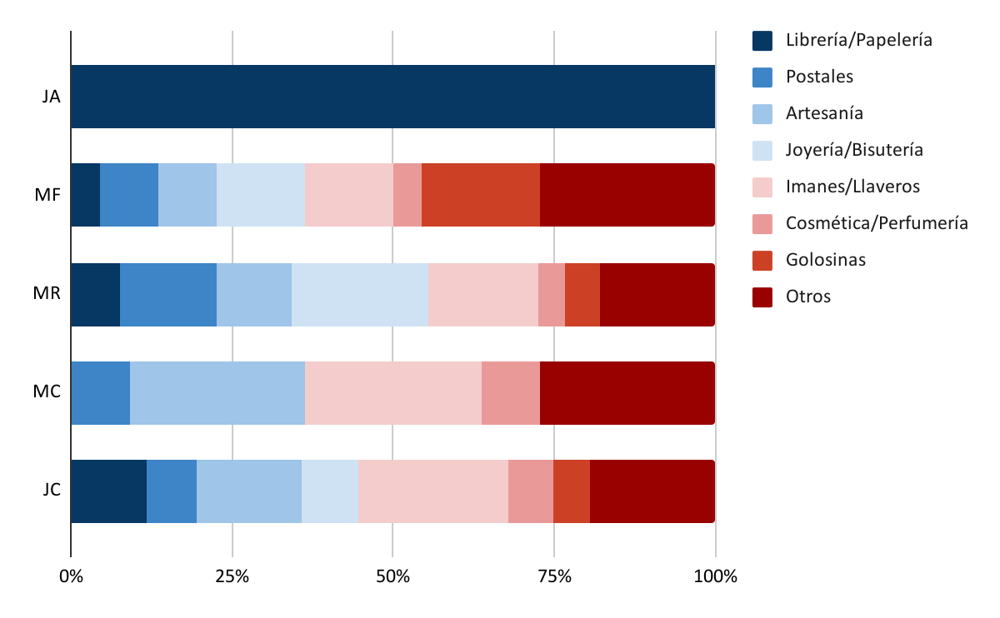 JA
MF
MR
MC
JC
0% 25% 50% 75% 100%
Librería/Papelería
Postales
Artesanía
Joyería/Bisutería
Imanes/Llaveros
Cosmética/Perfumería
Golosinas
Otros